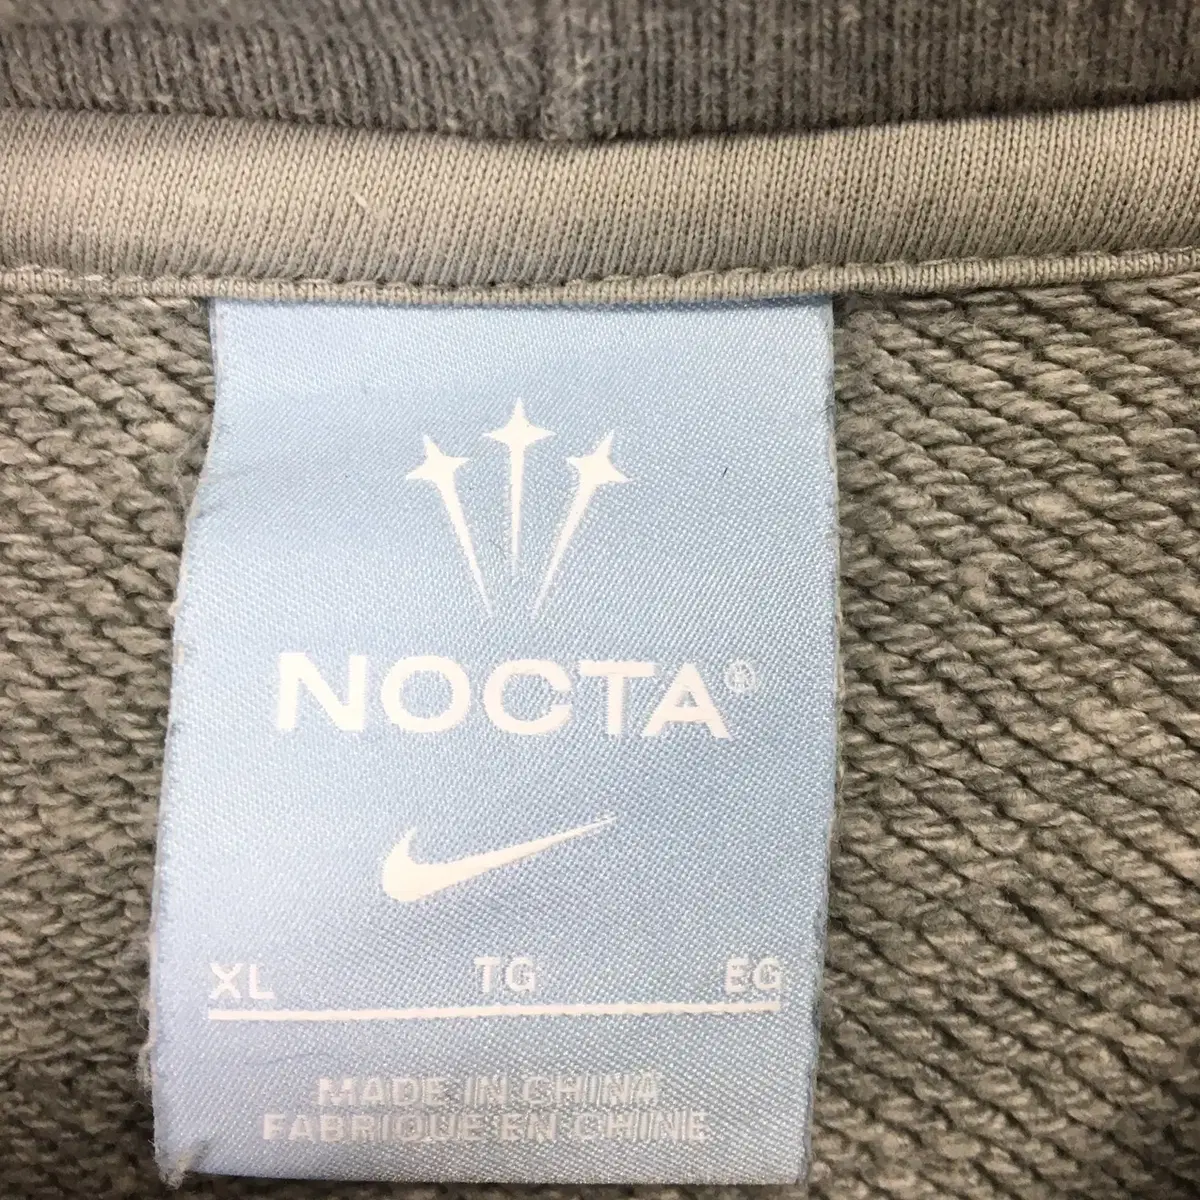 NOCTA®
XL TG EG
MADE IN CHINA
FABRIQUE EN CHINE